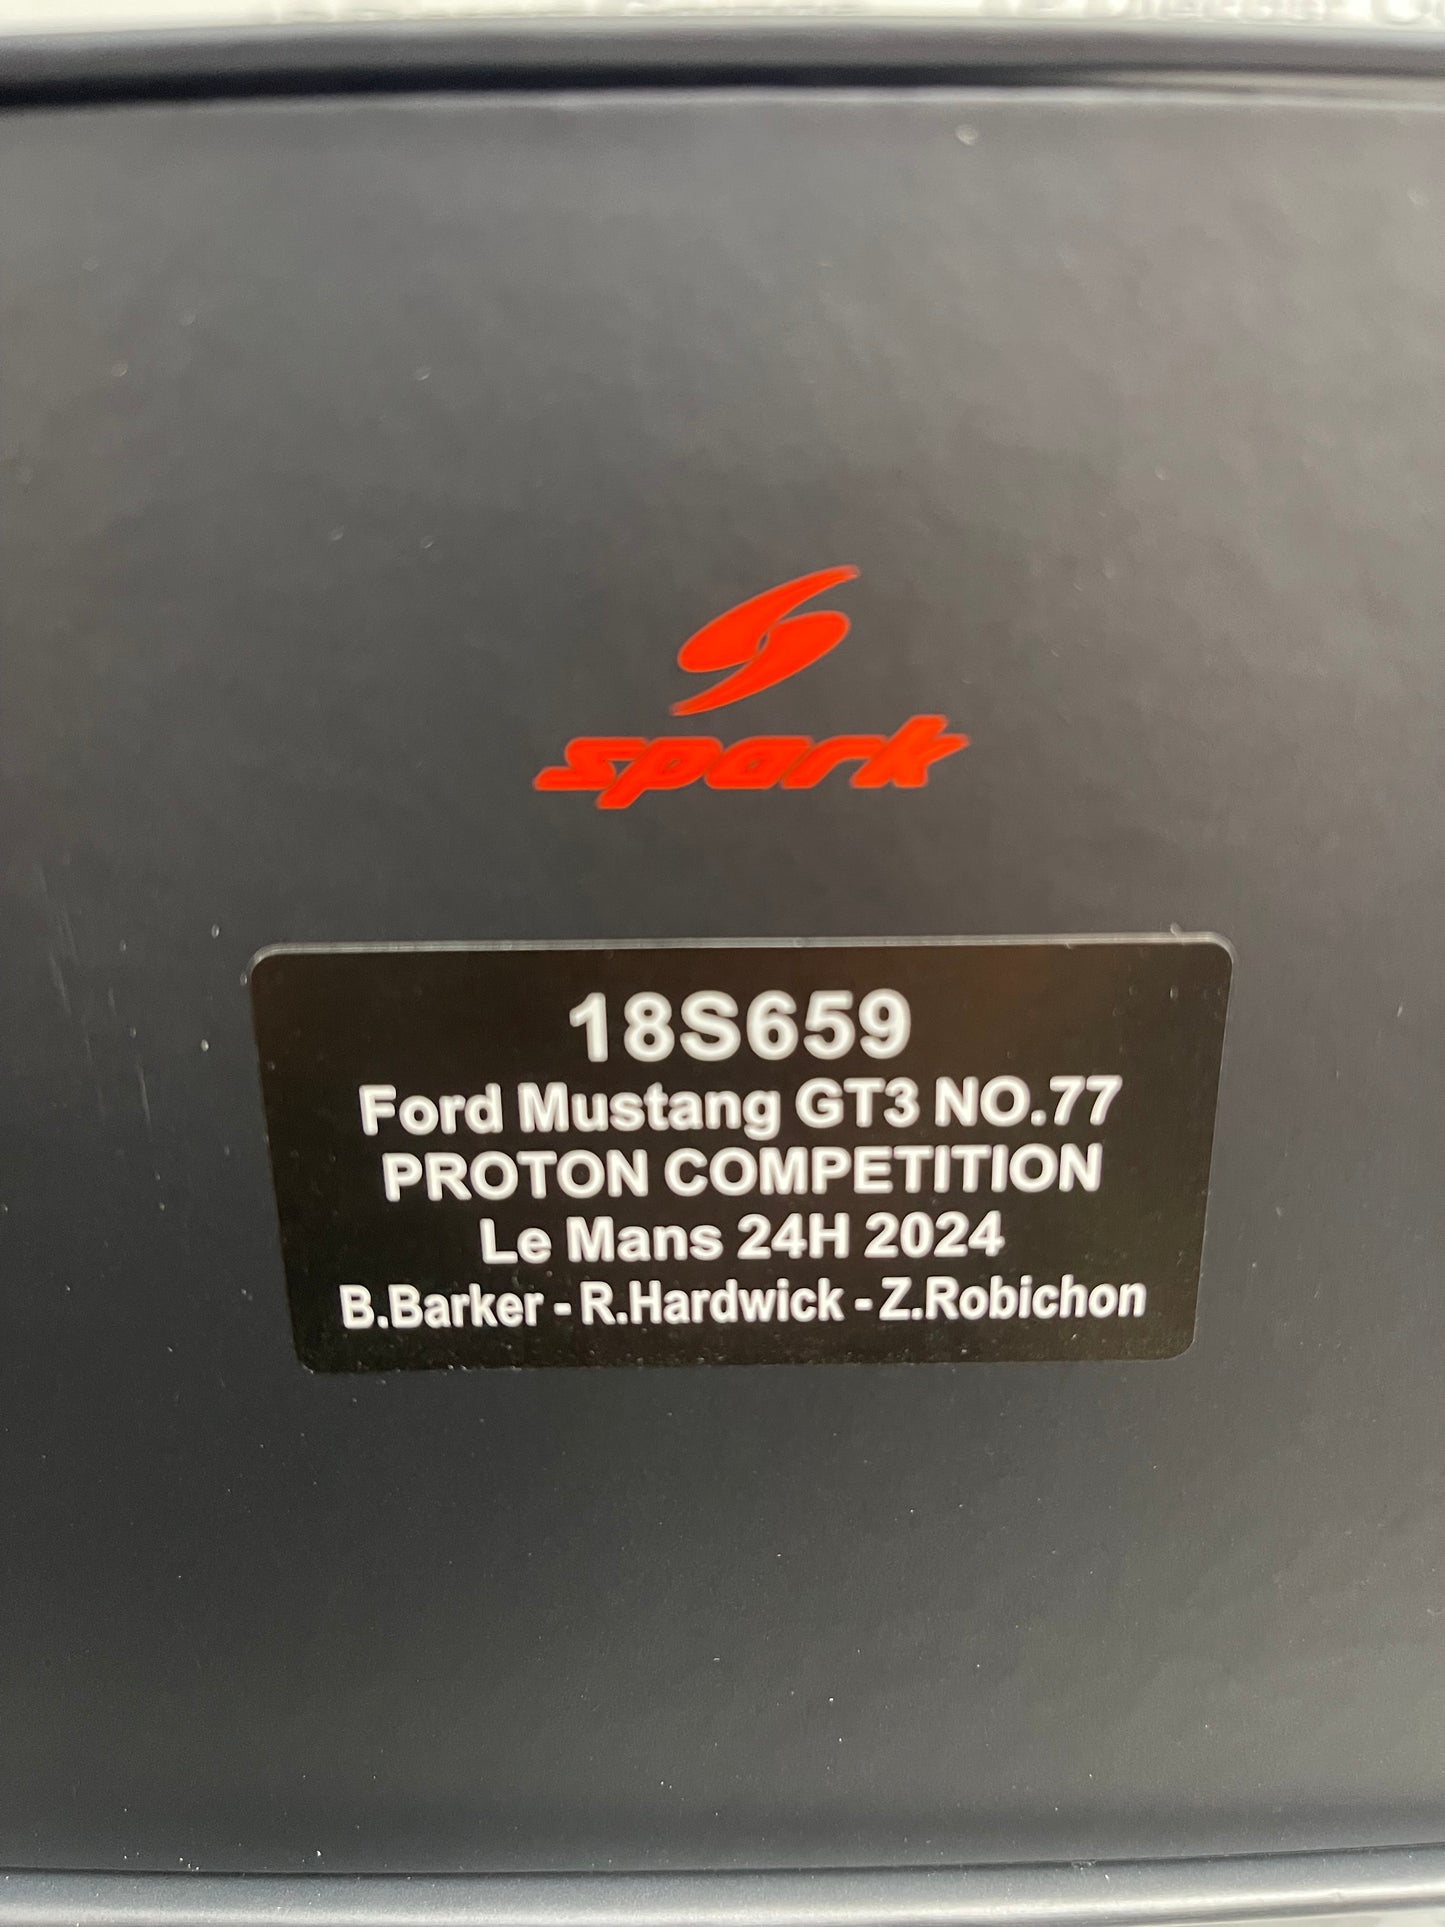 spark
18S659
Ford Mustang GT3 NO.77
PROTON COMPETITION
Le Mans 24H 2024
B.Barker - R.Hardwick - Z.Robichon